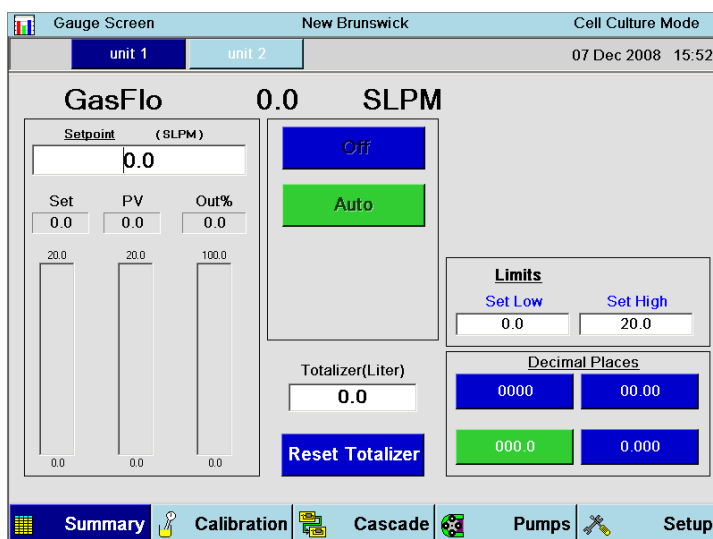 Gauge Screen New Brunswick Cell Culture Mode
unit 1 unit 2 07 Dec 2008 15:52
GasFlo 0.0 SLPM
Setpoint (SLPM)
0.0
Off
Auto
Set PV Out%
0.0 0.0 0.0
20.0 20.0 100.0
0.0 0.0 0.0
Limits
Set Low Set High
0.0 20.0
Totalizer(Liter)
0.0
Reset Totalizer
Decimal Places
0000 00.00
000.0 0.000
Summary Calibration Cascade Pumps Setup